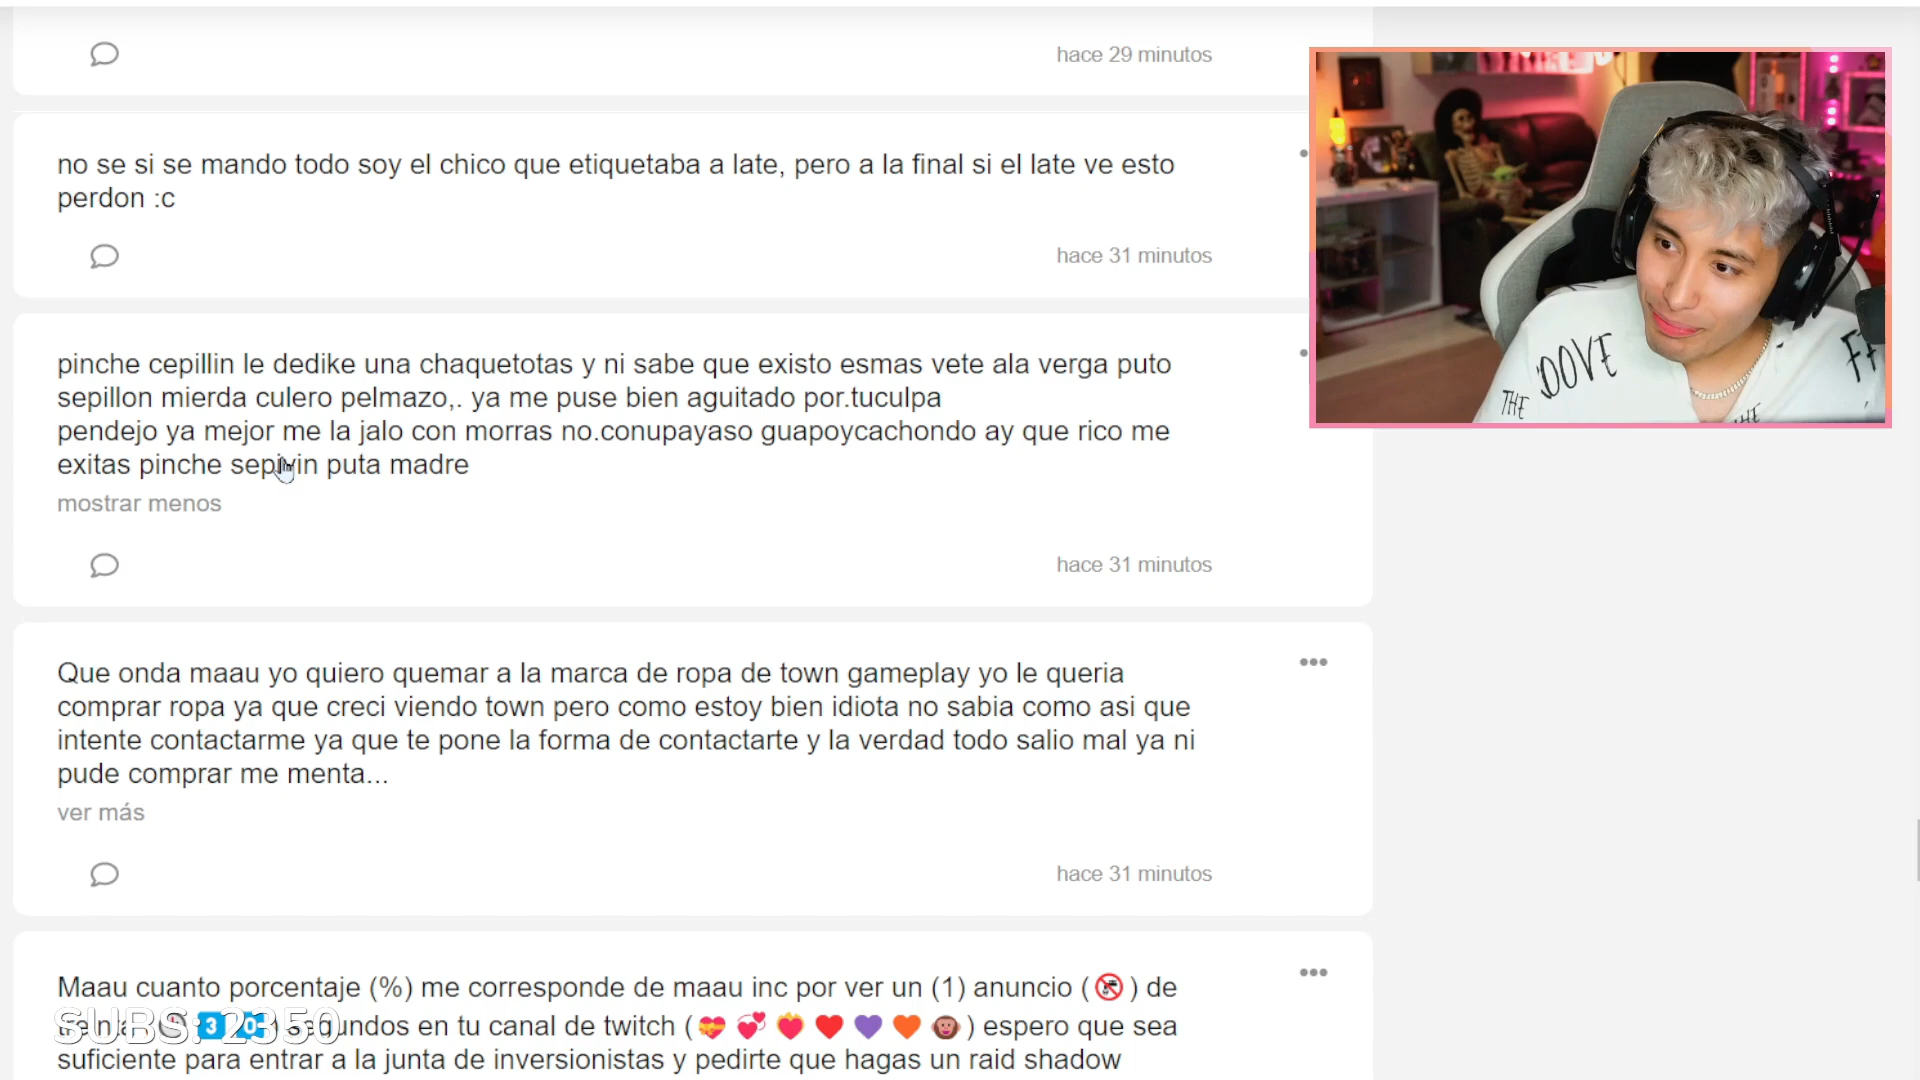 hace 29 minutos
no se si se mando todo soy el chico que etiquetaba a late, pero a la final si el late ve esto
perdon :c
hace 31 minutos
pinche cepillin le dedike una chaquetotas y ni sabe que existo esmas vete ala verga puto
sepillon mierda culero pelmazo,. ya me puse bien aguitado por.tuculpa
pendejo ya mejor me la jalo con morras no.conupayaso guapoycachondo ay que rico me
exitas pinche puta madre
mostrar menos
hace 31 minutos
Que onda maau yo quiero quemar a la marca de ropa de town gameplay yo le queria
comprar ropa ya que creci viendo town pero como estoy bien idiota no sabia como asi que
intente contactarme ya que te pone la forma de contactarte y la verdad todo salio mal ya ni
pude comprar me menta...
ver más
hace 31 minutos
Maau cuanto porcentaje (%) me corresponde de maau inc por ver un (1) anuncio (🚭) de
segundos en tu canal de twitch (💝 💞 💝 ❤️ 💜 🧡 🐵) espero que sea
SUBS: 2350
suficiente para entrar a la junta de inversionistas y pedirte que hagas un raid shadow
THE DOVE
THE